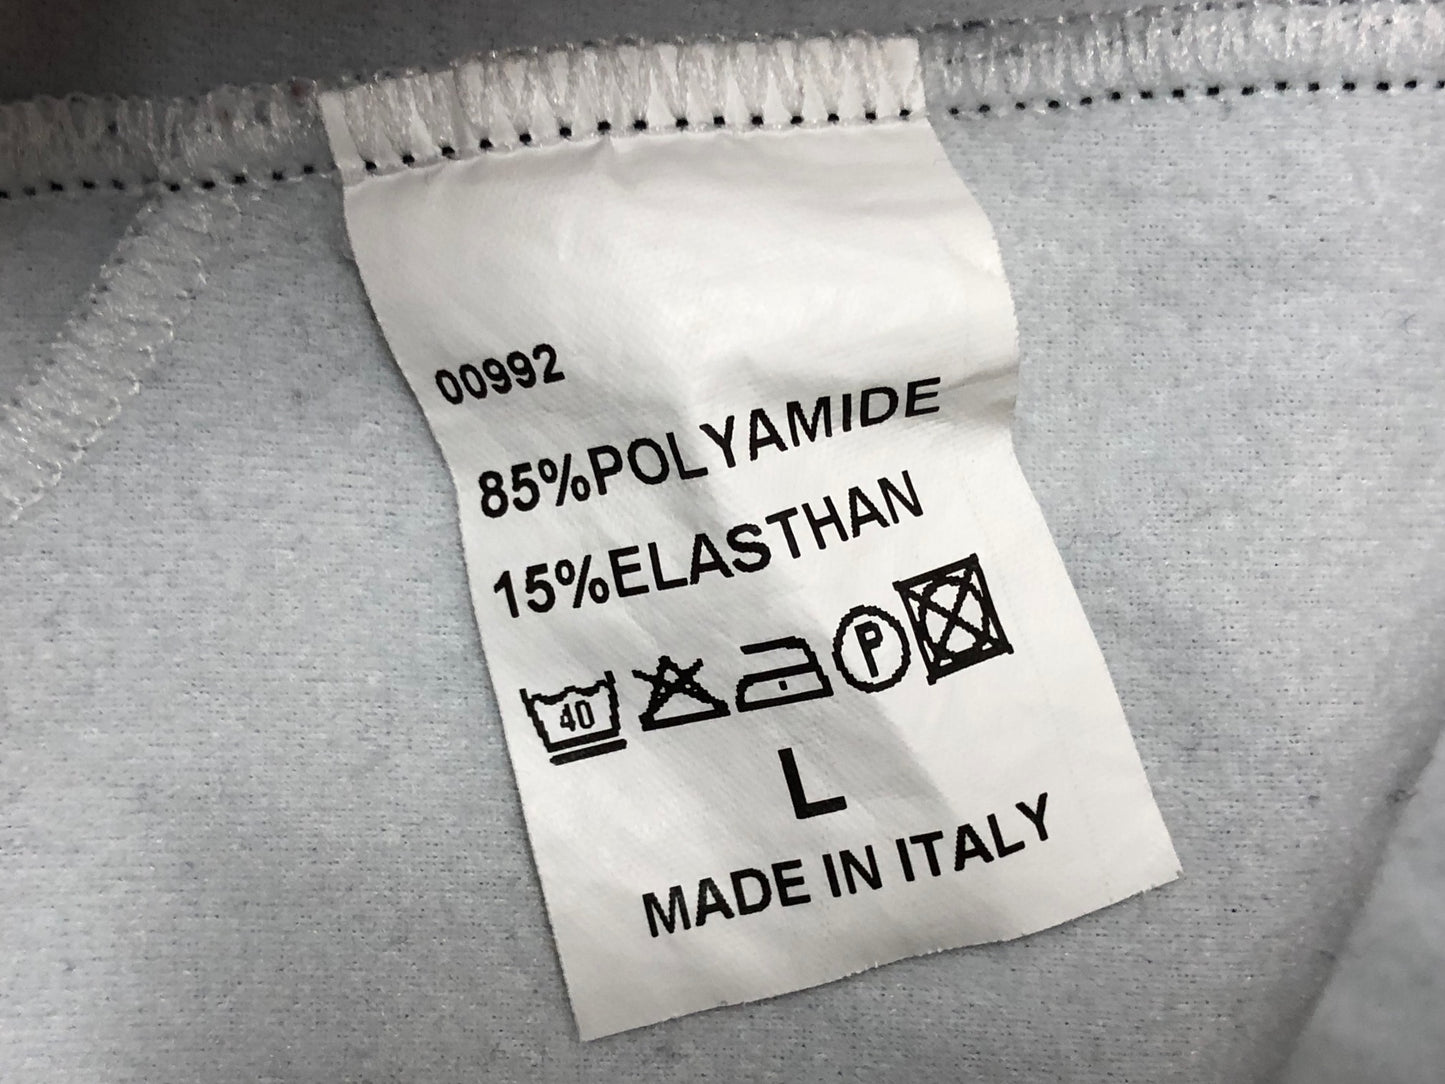 00992
85%POLYAMIDE
15%ELASTHAN
40 P
L
MADE IN ITALY